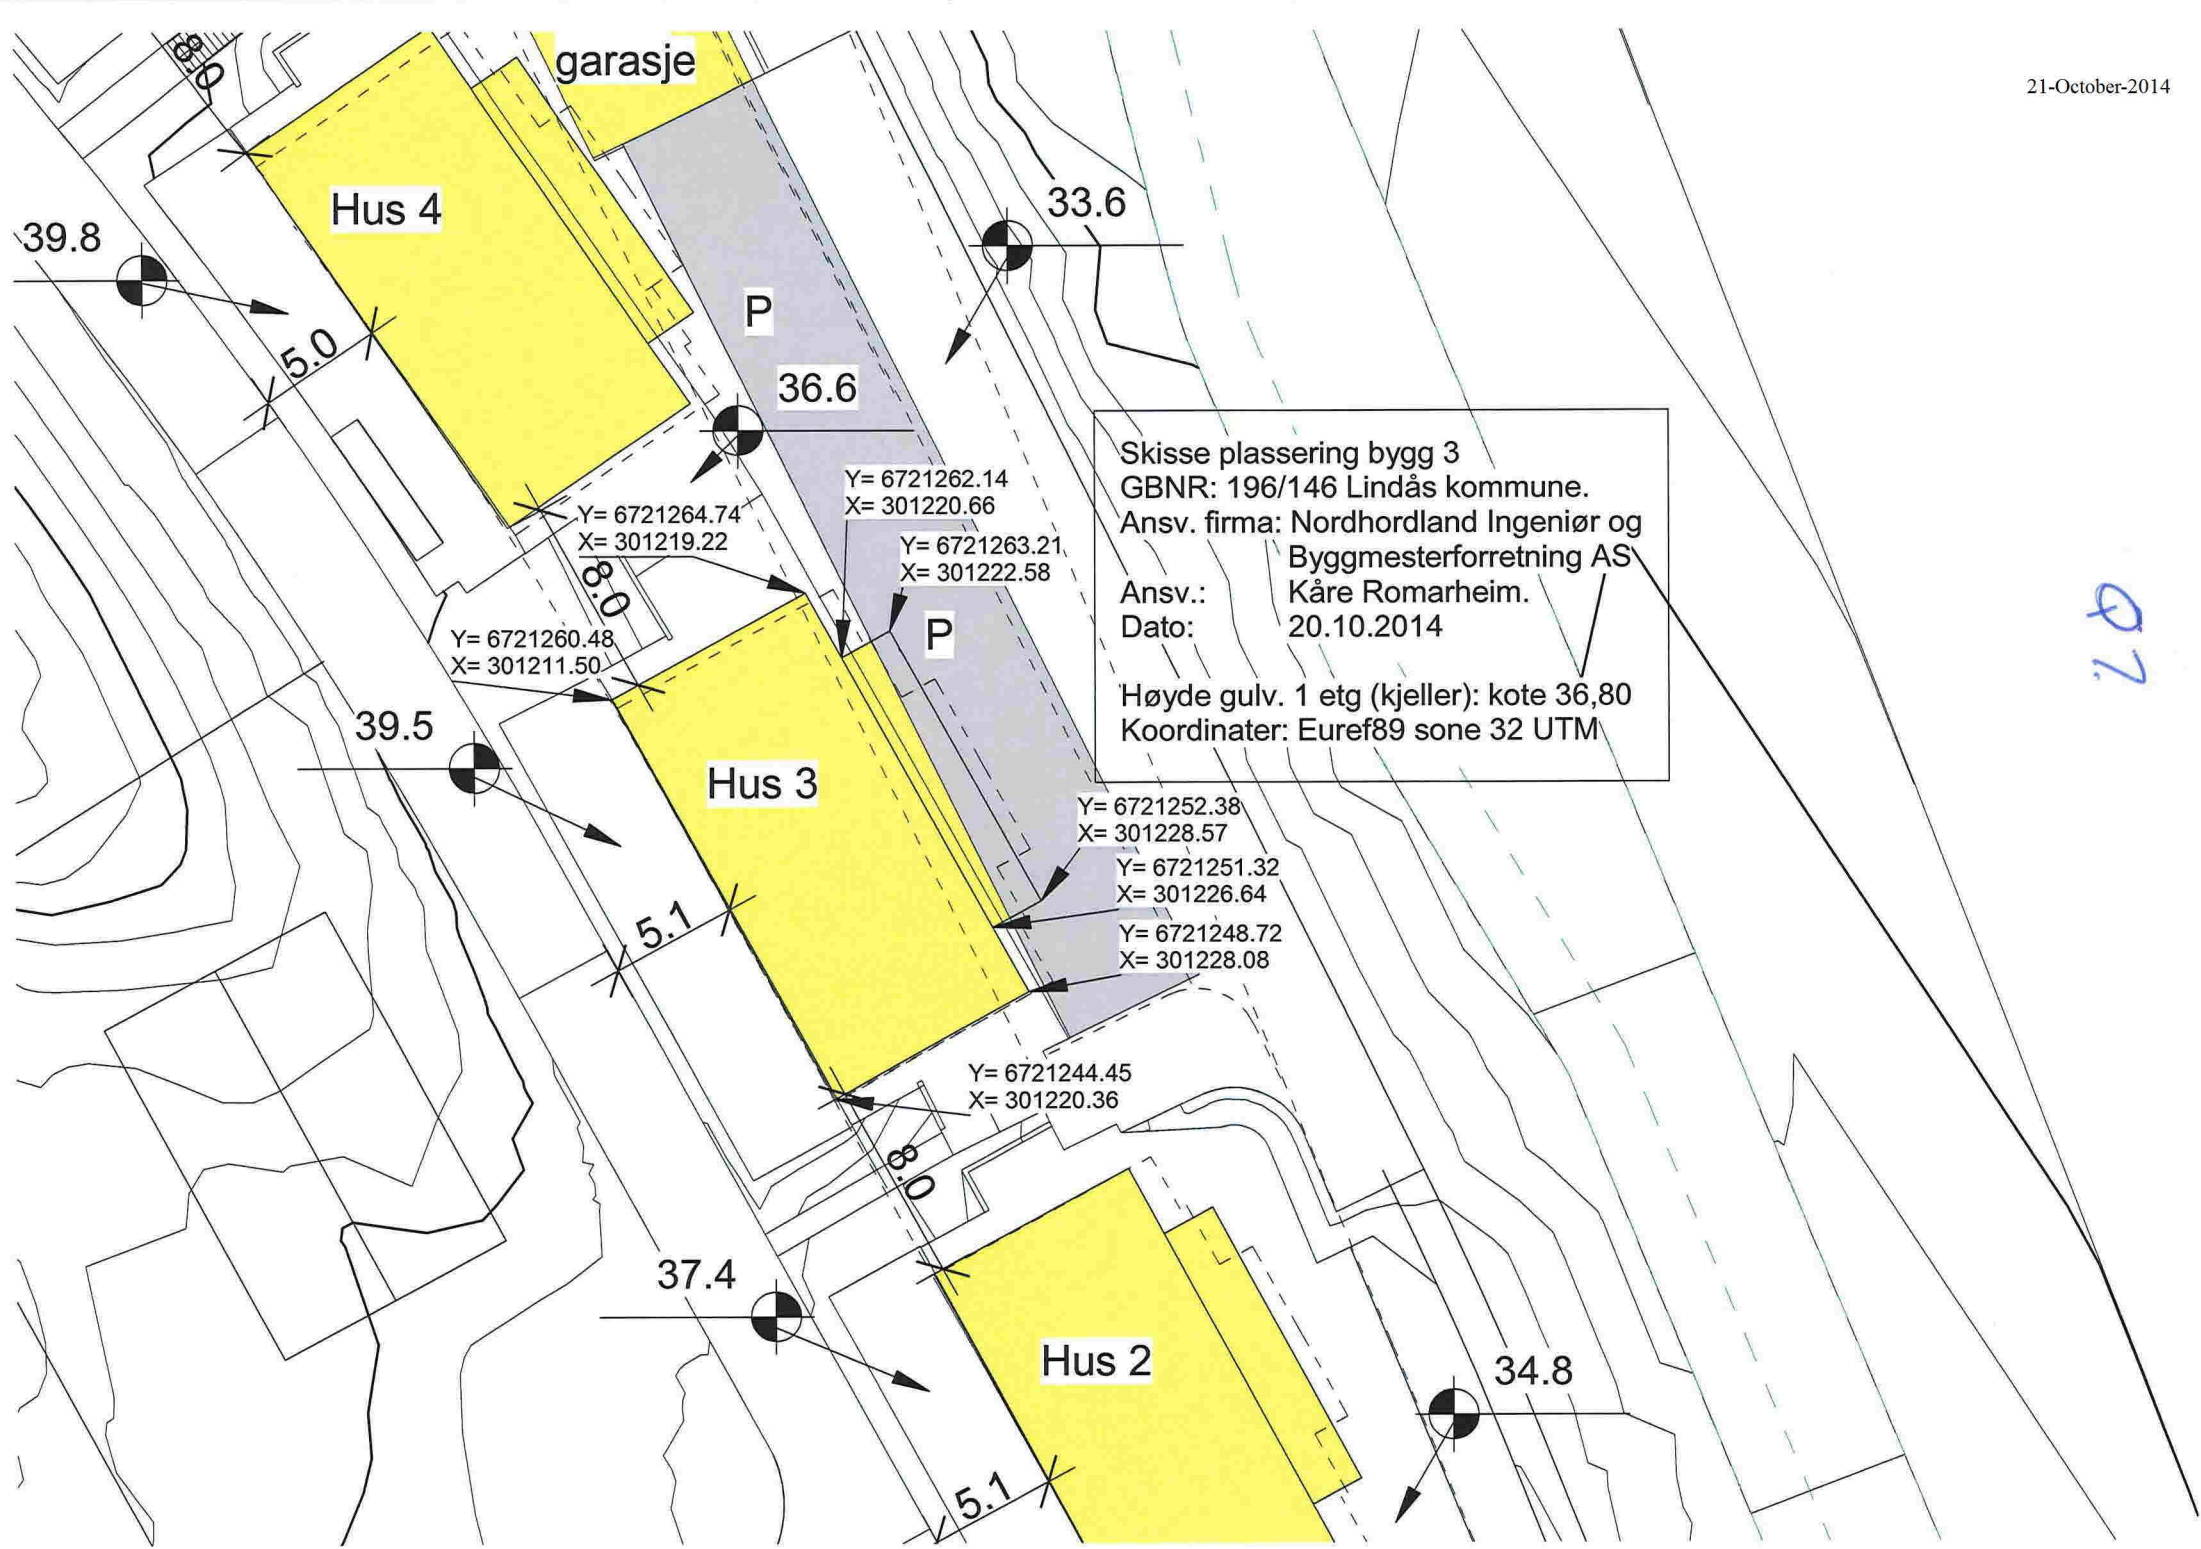 21-October-2014
8.0
garasje
Hus 4
33.6
39.8
P
5.0
36.6
Skisse plassering bygg 3
GBNR: 196/146 Lindås kommune.
Ansv. firma: Nordhordland Ingeniør og
Byggmesterforretning AS
Ansv.: Kåre Romarheim.
Dato: 20.10.2014
Høyde gulv. 1 etg (kjeller): kote 36,80
Koordinater: Euref89 sone 32 UTM
Y= 6721262.14
X= 301220.66
Y= 6721264.74
X= 301219.22
Y= 6721263.21
X= 301222.58
8.0
Y= 6721260.48
X= 301211.50
P
39.5
Hus 3
Y= 6721252.38
X= 301228.57
Y= 6721251.32
X= 301226.64
5.1
Y= 6721248.72
X= 301228.08
Y= 6721244.45
X= 301220.36
8.0
37.4
Hus 2
34.8
5.1